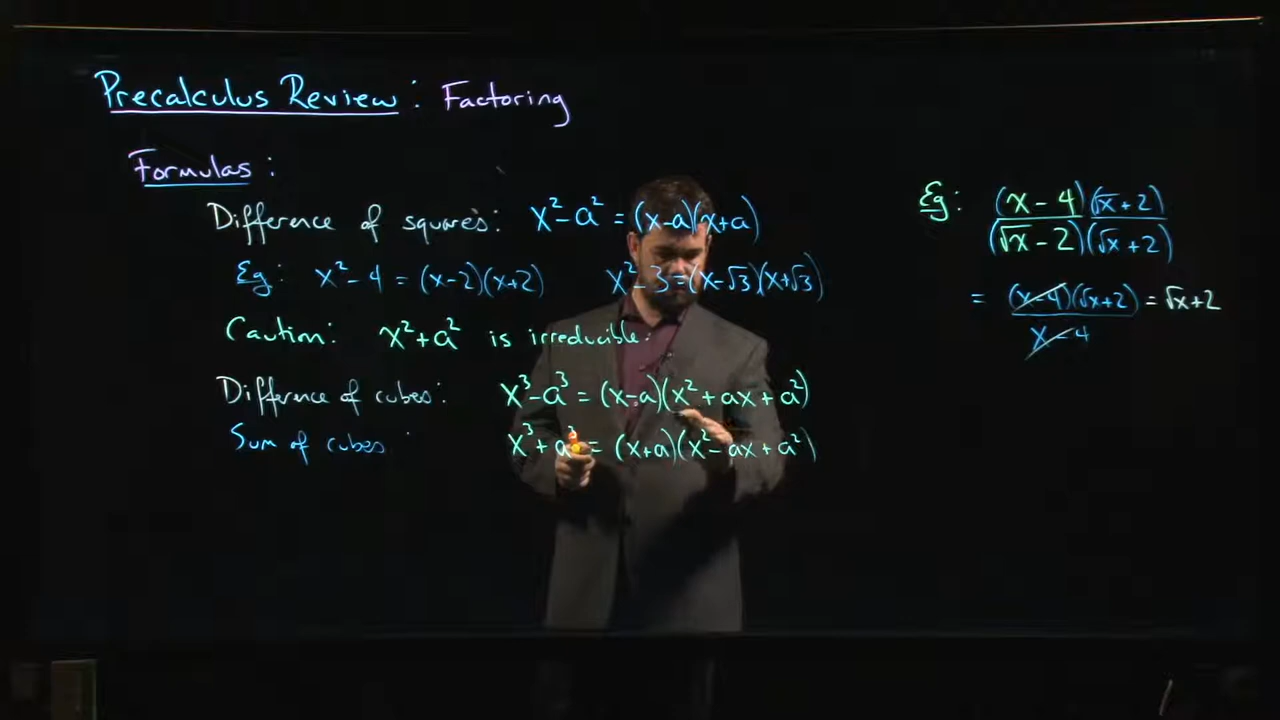 Precalculus Review: Factoring
Formulas:
Difference of squares: x²-a² = (x-a)(x+a)
Eg: x²-4 = (x-2)(x+2) x²-3 = (x-√3)(x+√3)
Caution: x²+a² is irreducible.
Difference of cubes: x³-a³ = (x-a)(x²+ax+a²)
Sum of cubes: x³+a³ = (x+a)(x²-ax+a²)
Eg: (x-4)(√x+2)
(√x-2)(√x+2)
= (x-4)(√x+2) = √x+2
x-4